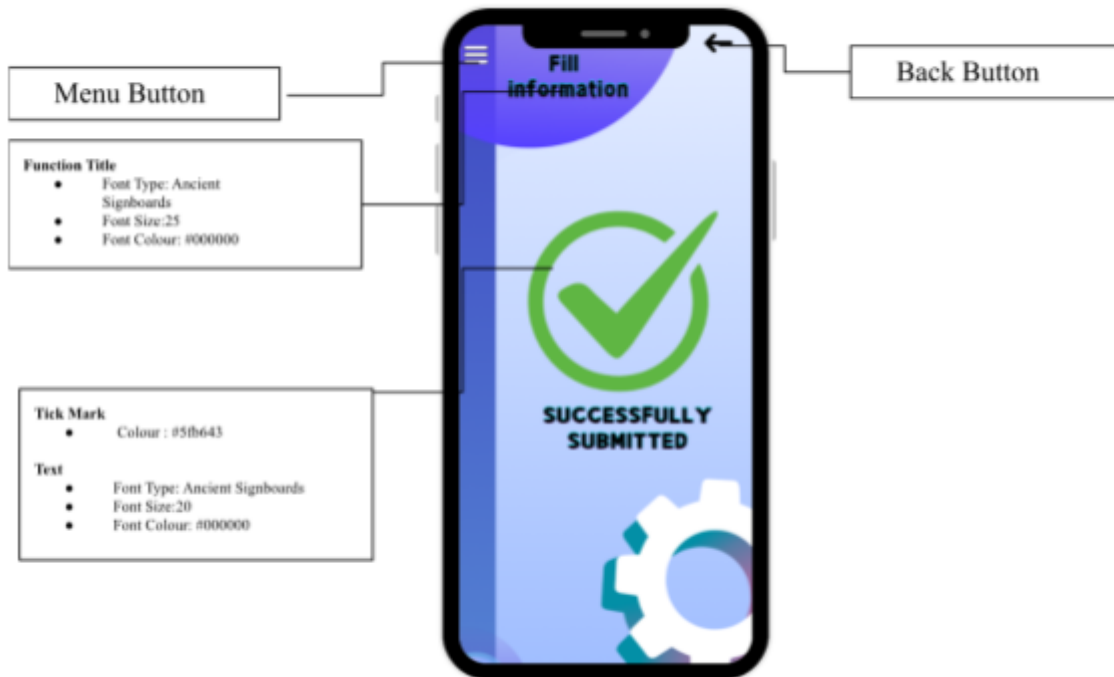 Fill
information
Back Button
Menu Button
Function Title
● Font Type: Ancient
Signboards
● Font Size:25
● Font Colour: #000000
SUCCESSFULLY
SUBMITTED
Tick Mark
● Colour : #5fb643
Text
● Font Type: Ancient Signboards
● Font Size:20
● Font Colour: #000000